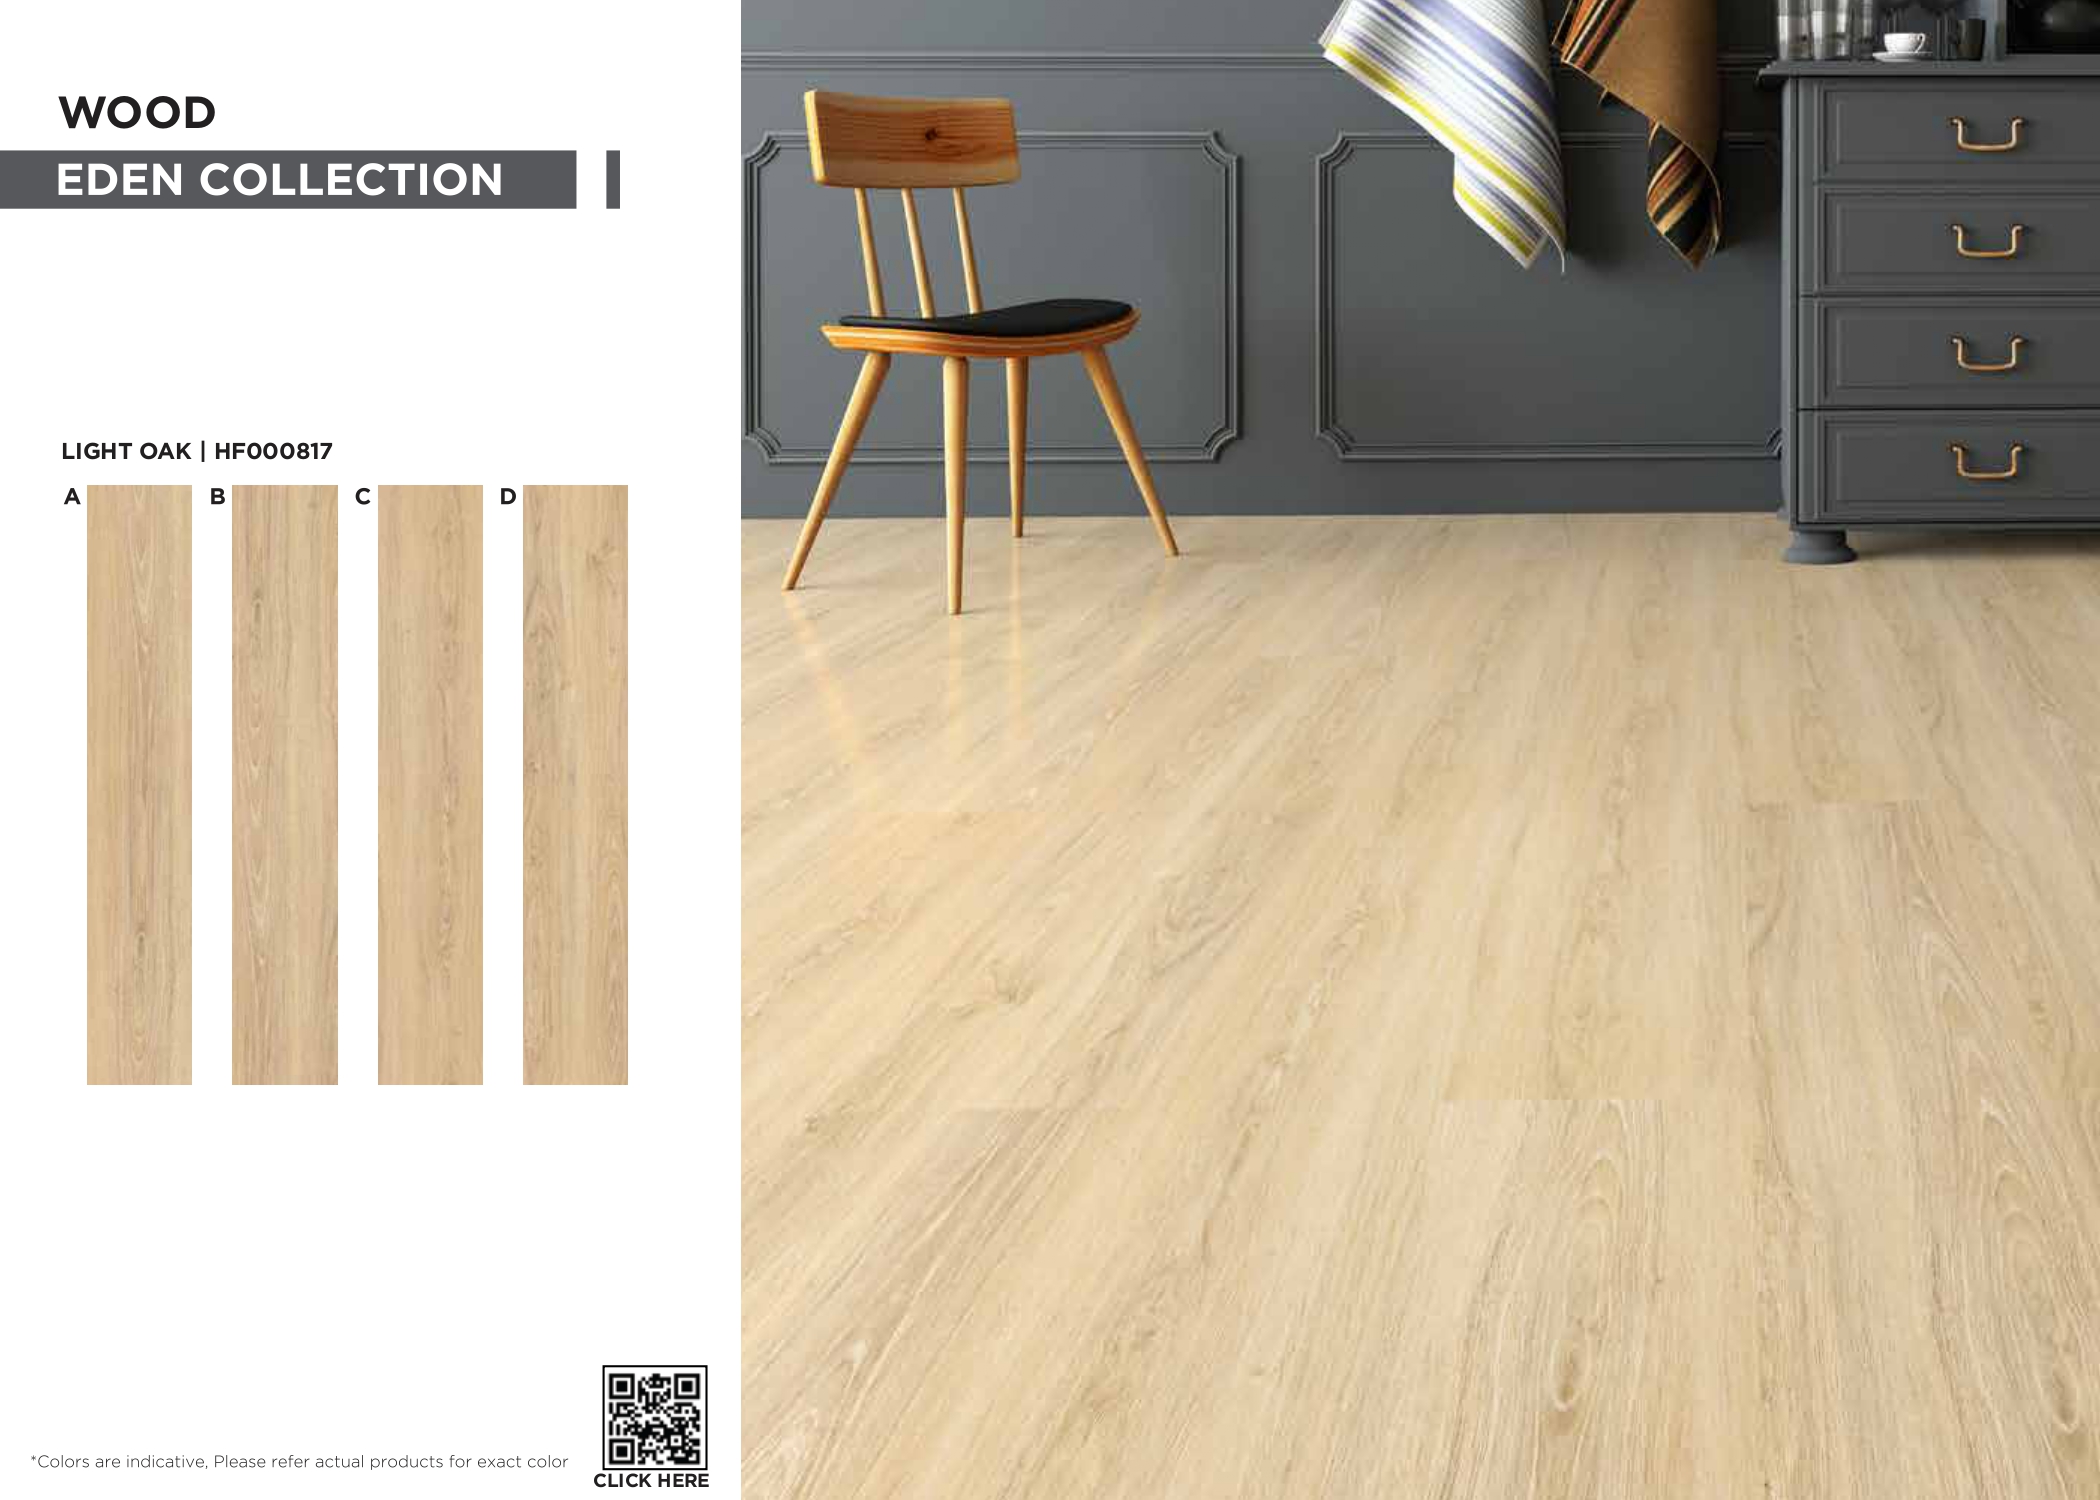 WOOD
EDEN COLLECTION
LIGHT OAK | HF000817
A
B
C
D
*Colors are indicative, Please refer actual products for exact color
CLICK HERE